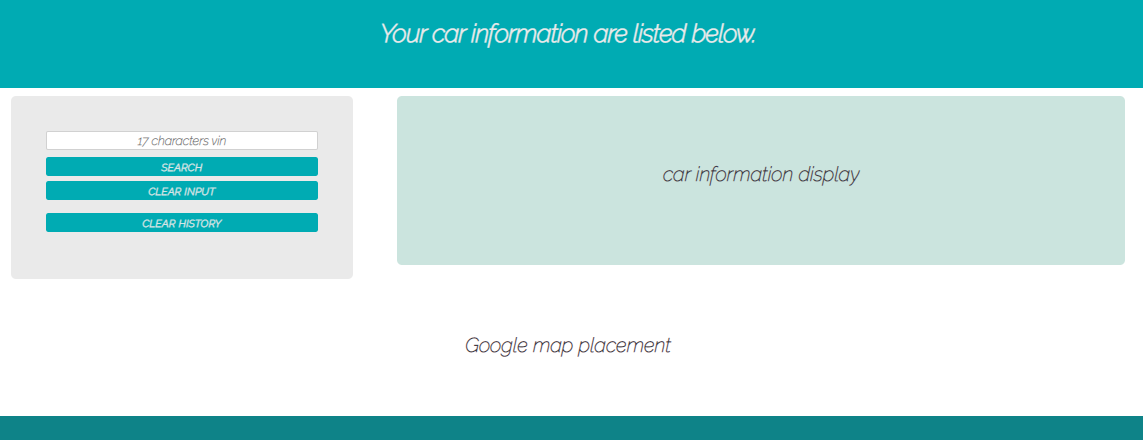 Your car information are listed below.
17 characters vin
SEARCH
CLEAR INPUT
CLEAR HISTORY
car information display
Google map placement